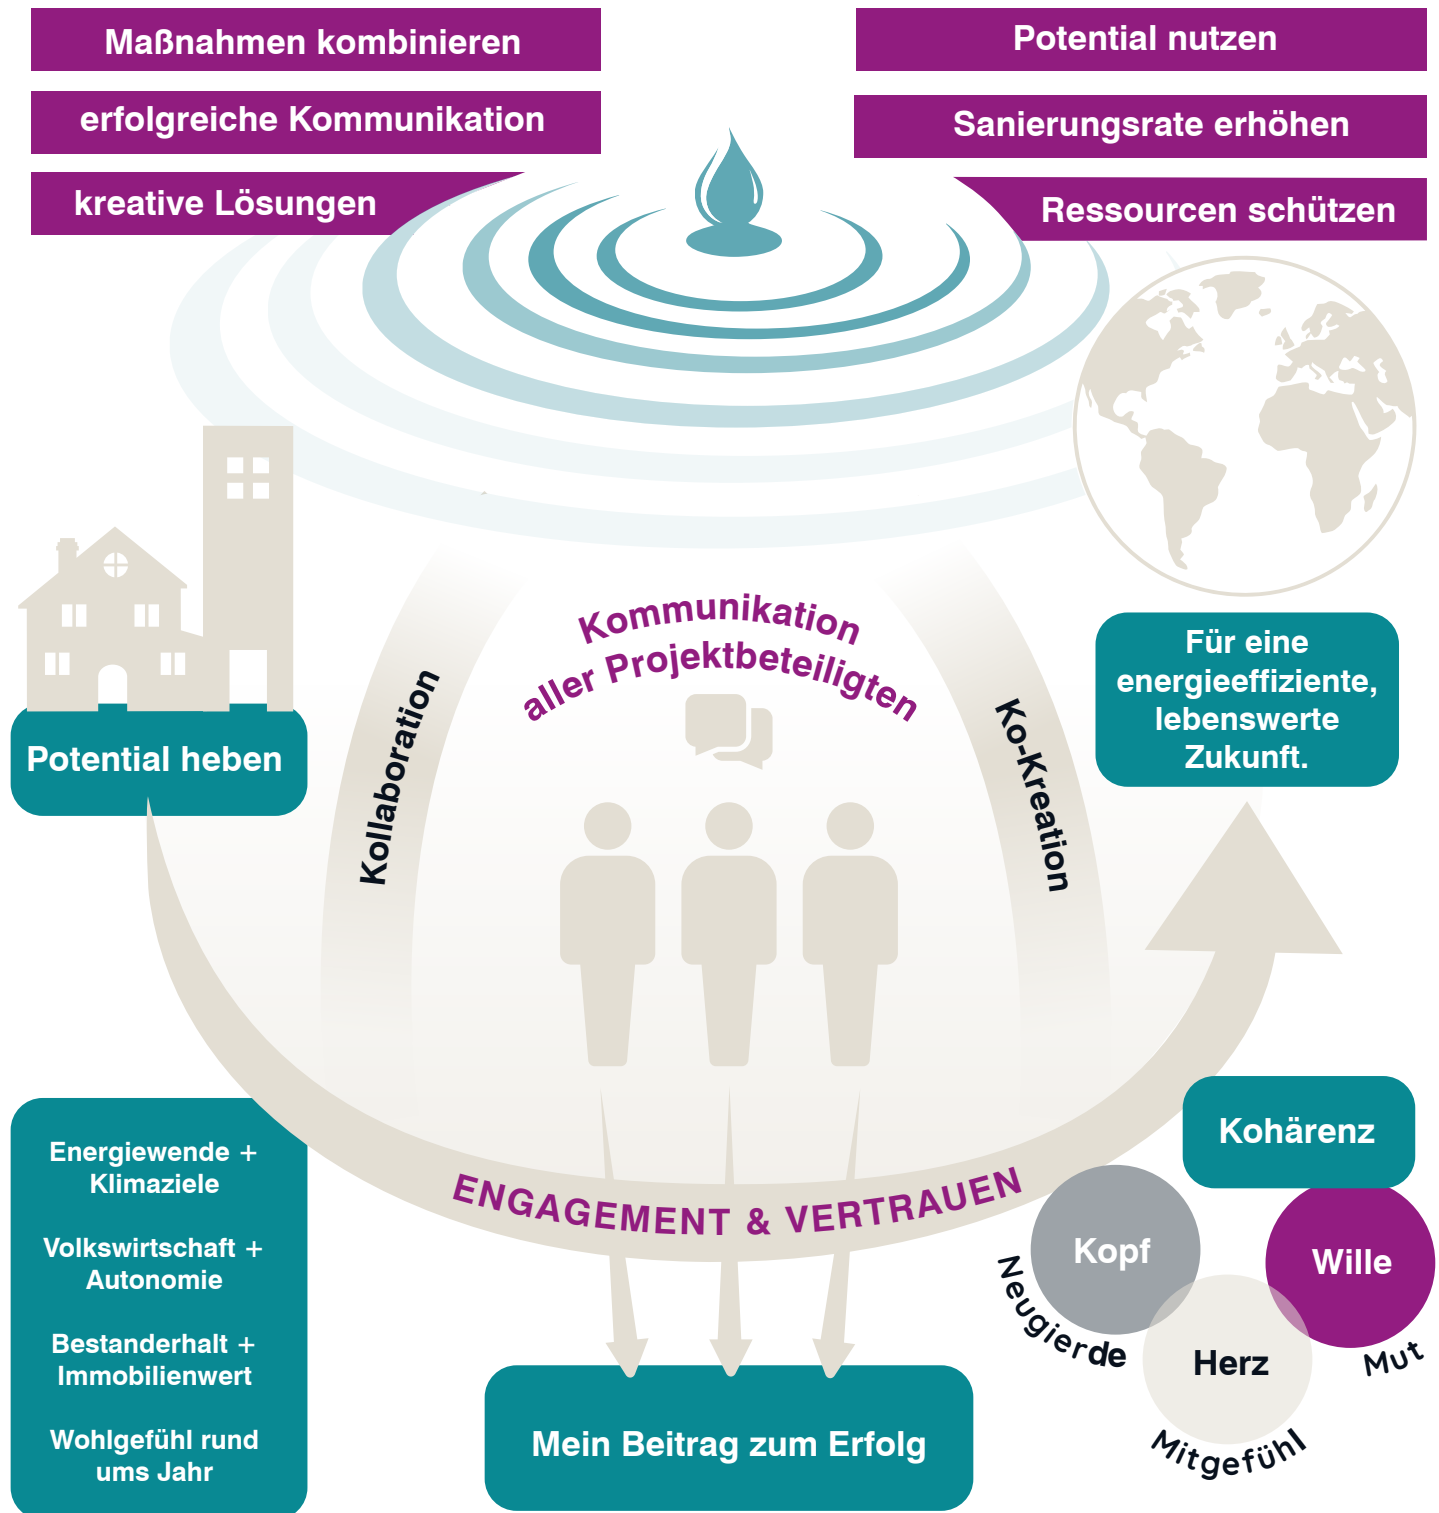 Maßnahmen kombinieren
erfolgreiche Kommunikation
kreative Lösungen
Potential nutzen
Sanierungsrate erhöhen
Ressourcen schützen
Potential heben
Kollaboration
Kommunikation
aller Projektbeteiligten
Ko-Kreation
Für eine
energieeffiziente,
lebenswerte
Zukunft.
ENGAGEMENT & VERTRAUEN
Energiewende +
Klimaziele
Volkswirtschaft +
Autonomie
Bestanderhalt +
Immobilienwert
Wohlgefühl rund
ums Jahr
Mein Beitrag zum Erfolg
Kohärenz
Kopf
Wille
Herz
Neugierde
Mut
Mitgefühl